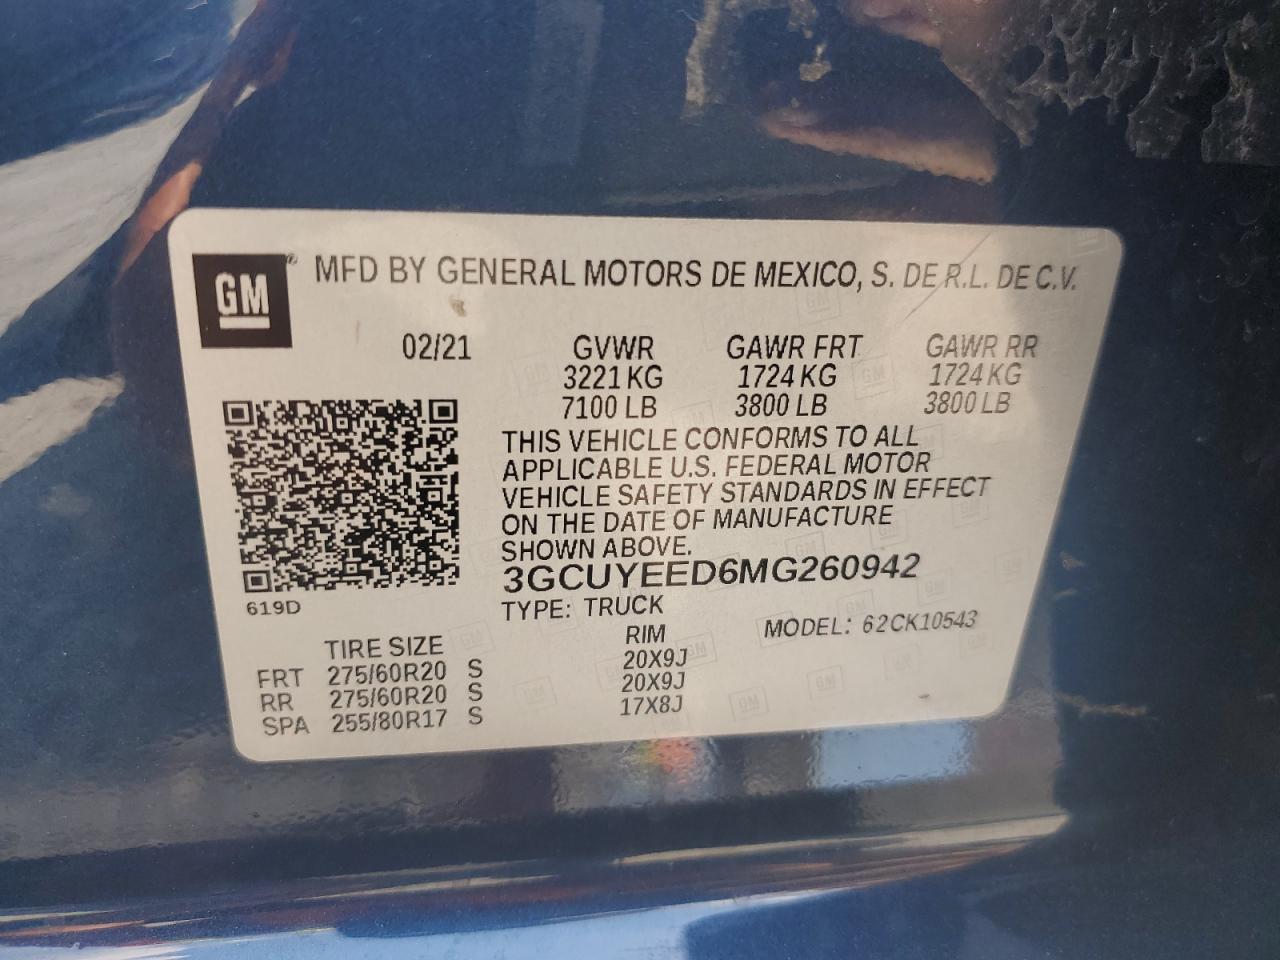 GM® MFD BY GENERAL MOTORS DE MEXICO, S. DE R.L. DE C.V.
02/21 GVWR GAWR FRT GAWR RR
3221 KG 1724 KG 1724 KG
7100 LB 3800 LB 3800 LB
THIS VEHICLE CONFORMS TO ALL
APPLICABLE U.S. FEDERAL MOTOR
VEHICLE SAFETY STANDARDS IN EFFECT
ON THE DATE OF MANUFACTURE
SHOWN ABOVE.
3GCUYEED6MG260942
619D
TYPE: TRUCK MODEL: 62CK10543
TIRE SIZE RIM
FRT 275/60R20 S 20X9J
RR 275/60R20 S 20X9J
SPA 255/80R17 S 17X8J